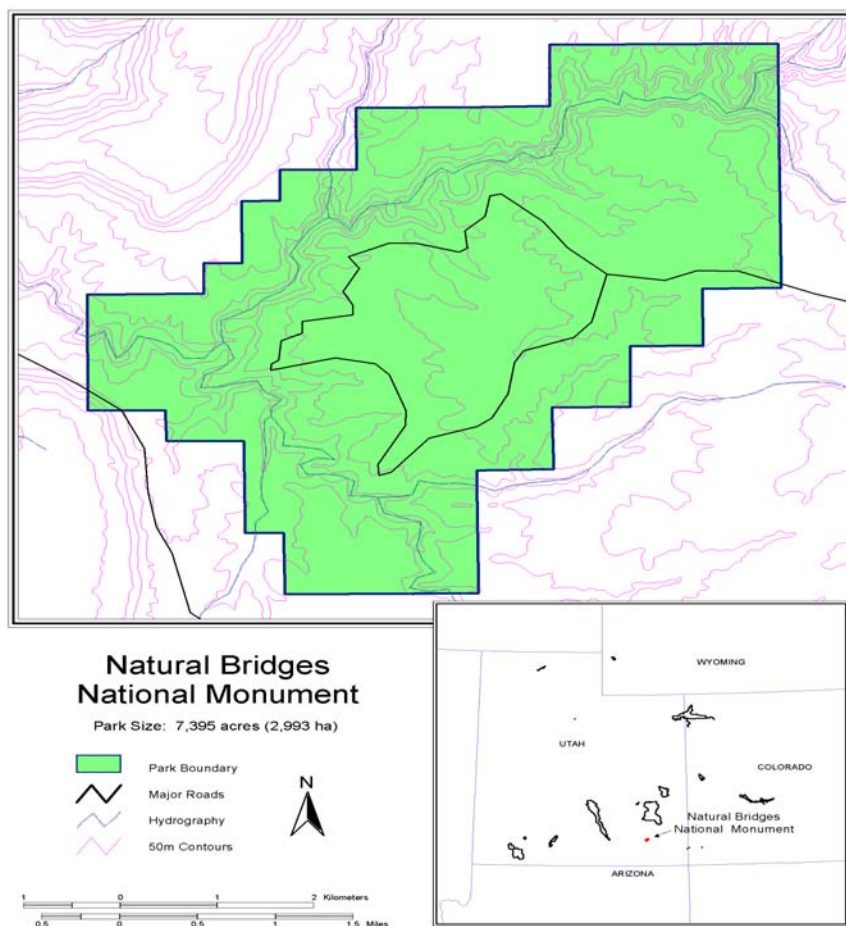 Natural Bridges
National Monument
Park Size: 7,395 acres (2,993 ha)
Park Boundary
Major Roads
Hydrography
50m Contours
N
1 0 1 2 Kilometers
0.5 0 0.5 1 1.5 Miles
WYOMING
UTAH
COLORADO
Natural Bridges
National Monument
ARIZONA